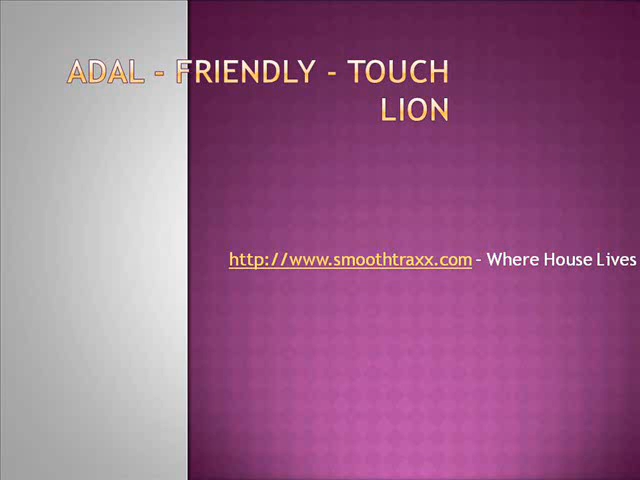 ADAL - FRIENDLY - TOUCH
LION
http://www.smoothtraxx.com - Where House Lives